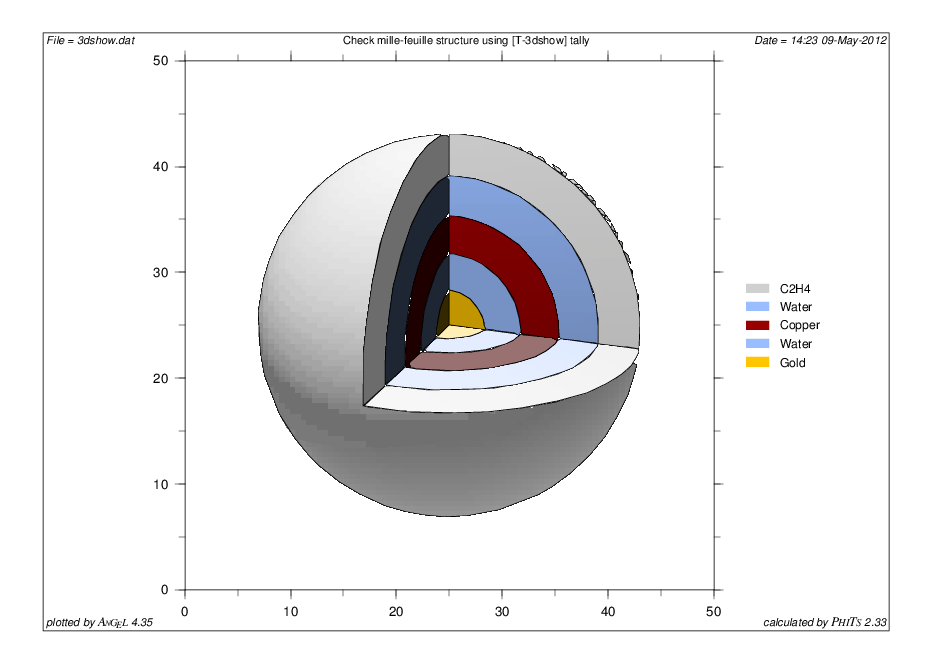 File = 3dshow.dat
Check mille-feuille structure using [T-3dshow] tally
Date = 14:23 09-May-2012
50
40
30
20
10
0
0 10 20 30 40 50
C2H4
Water
Copper
Water
Gold
plotted by ANGEL 4.35
calculated by PHITS 2.33